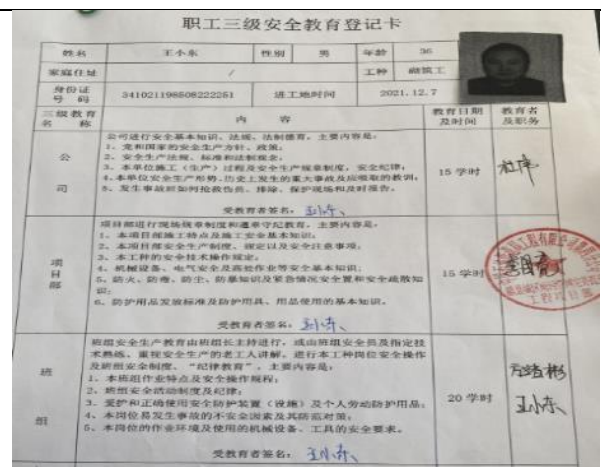 职工三级安全教育登记卡
姓名 王小东 性别 男 年龄 36
家庭住址 / 工种 砌筑工
身份证号码 341021198508222251 进工地时间 2021.12.7
三级教育名称 内 容 教育日期及时间 教育者及职务
公司进行安全基本知识、法规、法制教育，主要内容是：
1、党和国家的安全生产方针、政策；
2、安全生产法规、标准和法制观念；
3、本单位施工（生产）过程及安全生产规章制度，安全纪律；
公司 4、本单位安全生产形势、历史上发生的重大事故及应吸取的教训； 15 学时
5、发生事故后如何抢救伤员、排除、保护现场和及时报告。
受教育者签名： 王小东
项目部进行现场规章制度和遵章守纪教育，主要内容是：
1、本项目部施工特点及施工安全基本知识；
2、本项目部安全生产制度、规定以及安全注意事项；
3、本工种的安全技术操作规定；
项目部 4、机械设备、电气安全及高处作业等安全基本知识； 15 学时
5、防火、防毒、防尘、防暴知识及紧急情况安全置和安全疏散知识；
6、防护用品发放标准及防护用具、用品使用的基本知识。
受教育者签名： 王小东
班组安全生产教育由班组长主持进行，或由班组安全员及指定技
术熟练、重视安全生产的老工人讲解，进行本工种岗位安全操作
及班组安全制度、“纪律教育”，主要内容是：
1、本班组作业特点及安全操作规程；
2、班组安全活动制度及纪律；
班组 3、爱护和正确使用安全防护装置（设施）及个人劳动防护用品； 20 学时 王小东
4、本岗位易发生事故的不安全因素及其防范对策；
5、本岗位的作业环境及使用的机械设备、工具的安全要求。
受教育者签名： 王小东